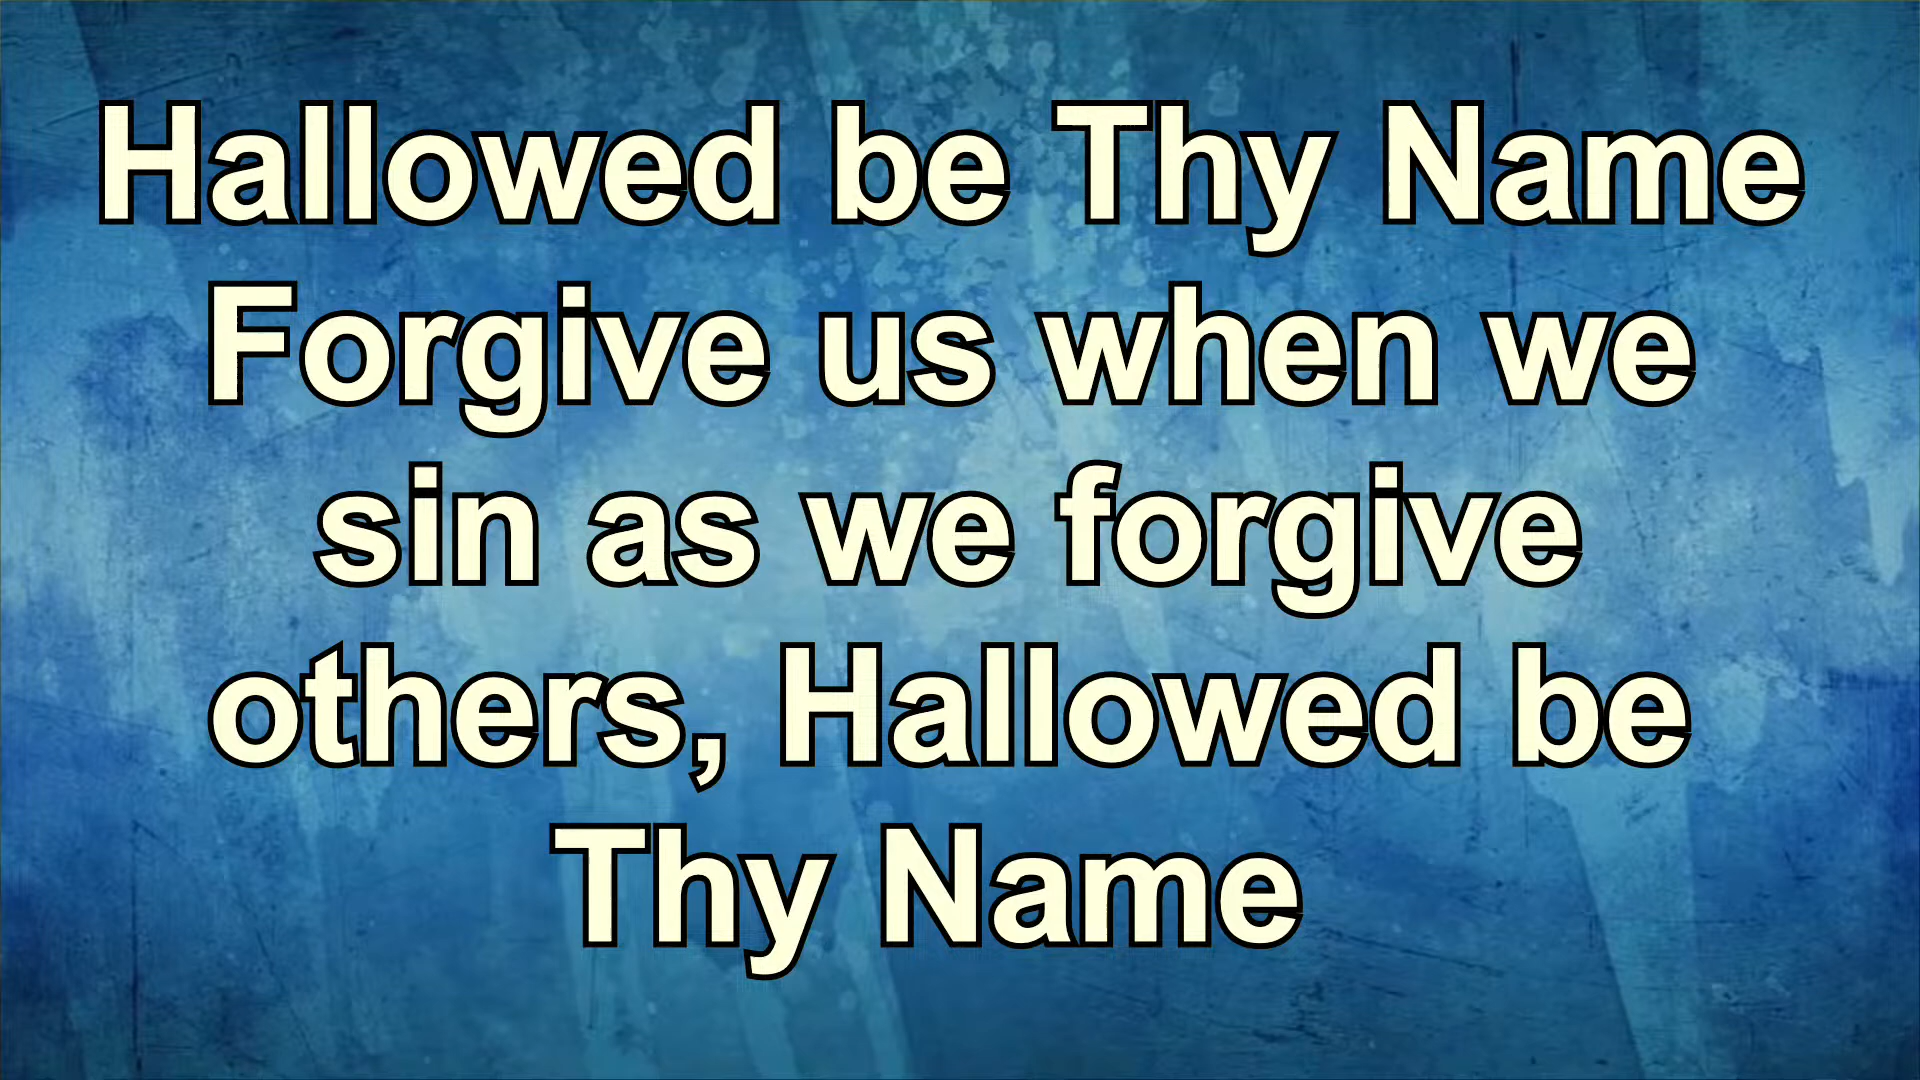 Hallowed be Thy Name
Forgive us when we
sin as we forgive
others, Hallowed be
Thy Name